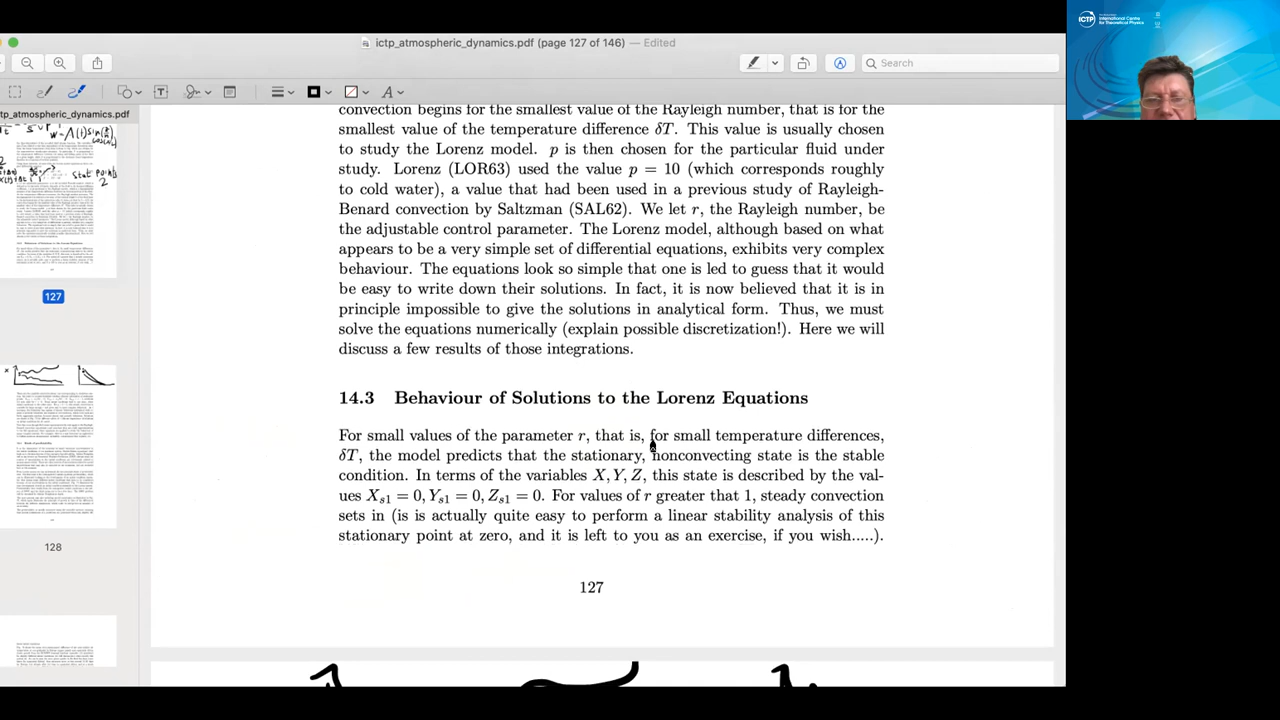 ictp_atmospheric_dynamics.pdf (page 127 of 146) — Edited
Search
ICTP
International Centre
for Theoretical Physics
tp_atmospheric_dynamics.pdf
127
128
convection begins for the smallest value of the Rayleigh number, that is for the
smallest value of the temperature difference δT. This value is usually chosen
to study the Lorenz model. p is then chosen for the particular fluid under
study. Lorenz (LOR63) used the value p = 10 (which corresponds roughly
to cold water), a value that had been used in a previous study of Rayleigh-
Bénard convection by Salzman (SAL62). We let r, the Rayleigh number, be
the adjustable control parameter. The Lorenz model, although based on what
appears to be a very simple set of differential equations, exhibits very complex
behaviour. The equations look so simple that one is led to guess that it would
be easy to write down their solutions. In fact, it is now believed that it is in
principle impossible to give the solutions in analytical form. Thus, we must
solve the equations numerically (explain possible discretization!). Here we will
discuss a few results of those integrations.
14.3 Behaviour of Solutions to the Lorenz Equations
For small values of the parameter r, that is, for small temperature differences,
δT, the model predicts that the stationary, nonconvecting state is the stable
condition. In terms of the variables X, Y, Z, this state is described by the val-
ues Xs1 = 0, Ys1 = 0, Zs1 = 0. For values of r greater than 1 steady convection
sets in (is is actually quite easy to perform a linear stability analysis of this
stationary point at zero, and it is left to you as an exercise, if you wish.....).
127